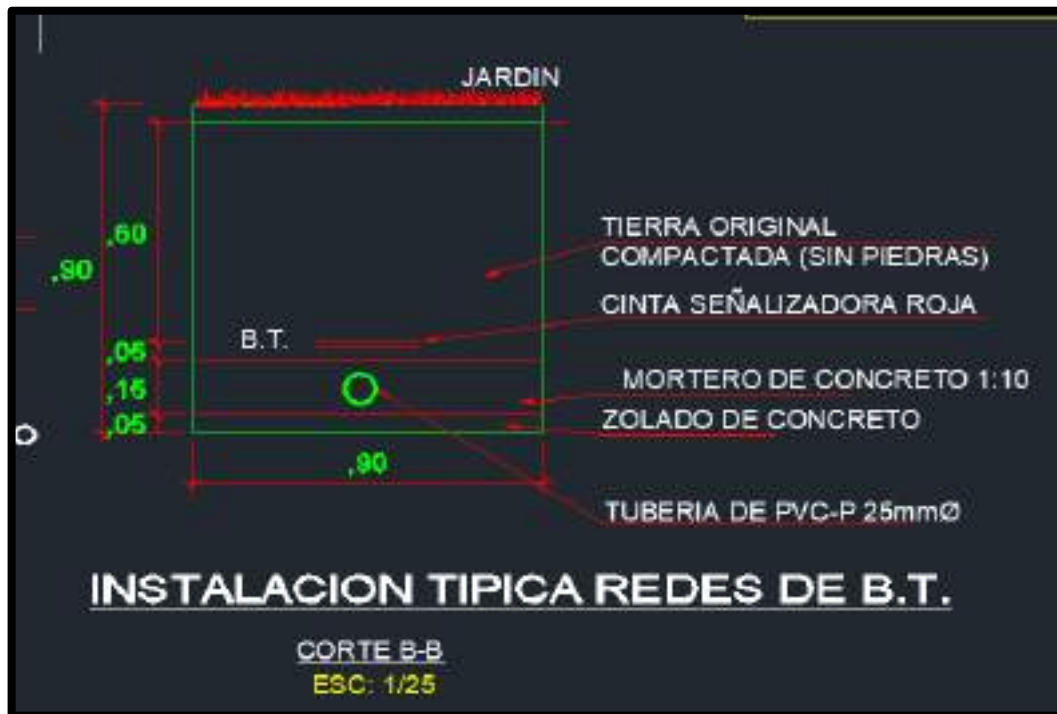 JARDIN
TIERRA ORIGINAL
COMPACTADA (SIN PIEDRAS)
,60
,90
CINTA SEÑALIZADORA ROJA
B.T.
,05
MORTERO DE CONCRETO 1:10
,15
ZOLADO DE CONCRETO
,05
,90
TUBERIA DE PVC-P 25mmØ
INSTALACION TIPICA REDES DE B.T.
CORTE B-B
ESC: 1/25